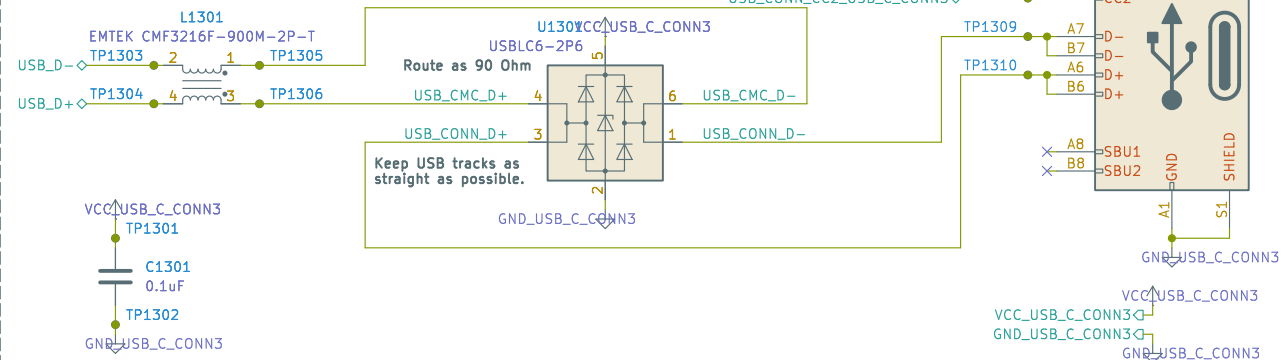 L1301
EMTEK CMF3216F-900M-2P-T
USB_D-
TP1303
2
1
TP1305
USB_D+
TP1304
4
3
TP1306
U1301
VCC_USB_C_CONN3
USBLC6-2P6
Route as 90 Ohm
5
USB_CMC_D+
4
6
USB_CMC_D-
USB_CONN_D+
3
1
USB_CONN_D-
Keep USB tracks as
straight as possible.
2
GND_USB_C_CONN3
USB_CONN_CC2_USB_C_CONN3
CC2
TP1309
A7
D-
B7
D-
TP1310
A6
D+
B6
D+
A8
SBU1
B8
SBU2
GND
SHIELD
A1
S1
GND_USB_C_CONN3
VCC_USB_C_CONN3
TP1301
C1301
0.1uF
TP1302
GND_USB_C_CONN3
VCC_USB_C_CONN3
VCC_USB_C_CONN3
GND_USB_C_CONN3
GND_USB_C_CONN3